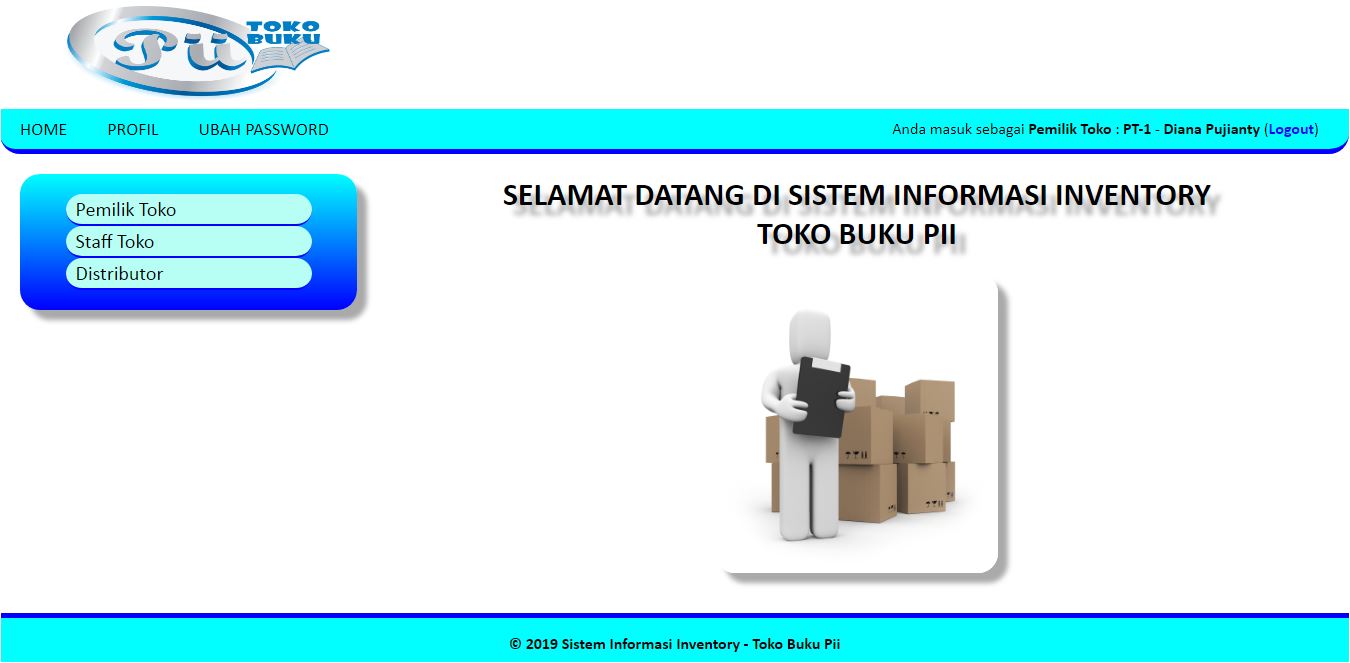 Pii TOKO
BUKU
HOME PROFIL UBAH PASSWORD Anda masuk sebagai Pemilik Toko : PT-1 - Diana Pujianty (Logout)
Pemilik Toko
Staff Toko
Distributor
SELAMAT DATANG DI SISTEM INFORMASI INVENTORY
TOKO BUKU PII
© 2019 Sistem Informasi Inventory - Toko Buku Pii